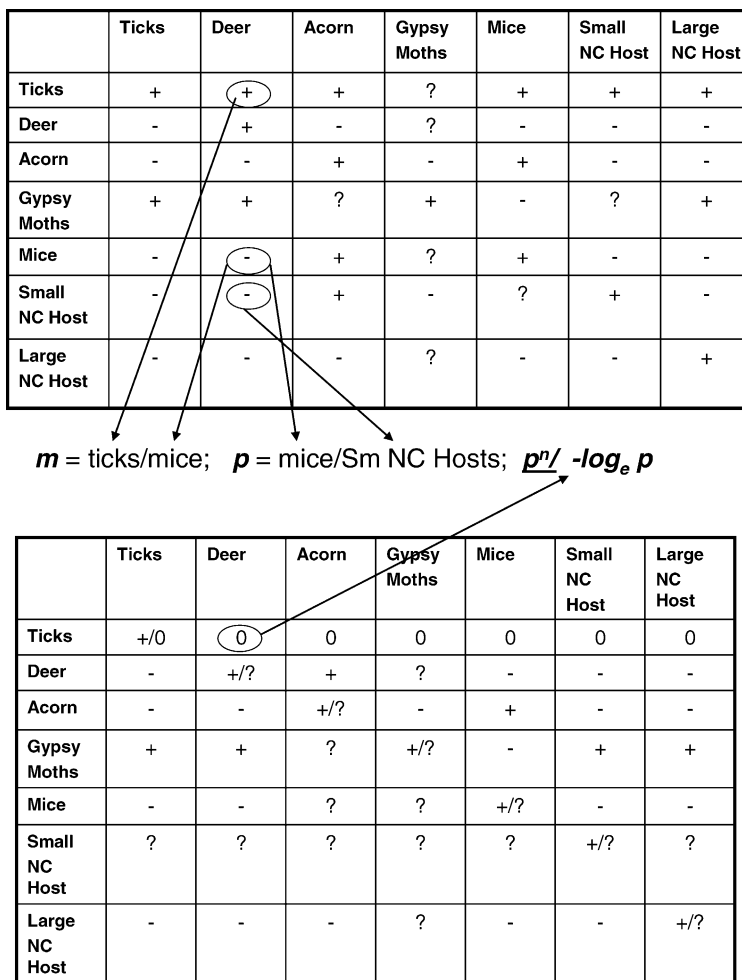 Ticks Deer Acorn Gypsy Moths Mice Small NC Host Large NC Host
Ticks + + + ? + + +
Deer - + - ? - - -
Acorn - - + - + - -
Gypsy Moths + + ? + - ? +
Mice - - + ? + - -
Small NC Host - - + - ? + -
Large NC Host - - - ? - - +
m = ticks/mice; p = mice/Sm NC Hosts; pⁿ/ -logₑ p
Ticks Deer Acorn Gypsy Moths Mice Small NC Host Large NC Host
Ticks +/0 0 0 0 0 0 0
Deer - +/? + ? - - -
Acorn - - +/? - + - -
Gypsy Moths + + ? +/? - + +
Mice - - ? ? +/? - -
Small NC Host ? ? ? ? ? +/? ?
Large NC Host - - - ? - - +/?